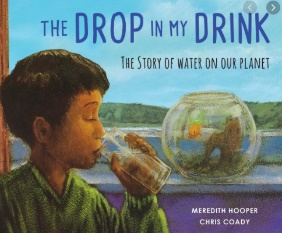 THE DROP IN MY DRINK
THE STORY OF WATER ON OUR PLANET
MEREDITH HOOPER
CHRIS COADY